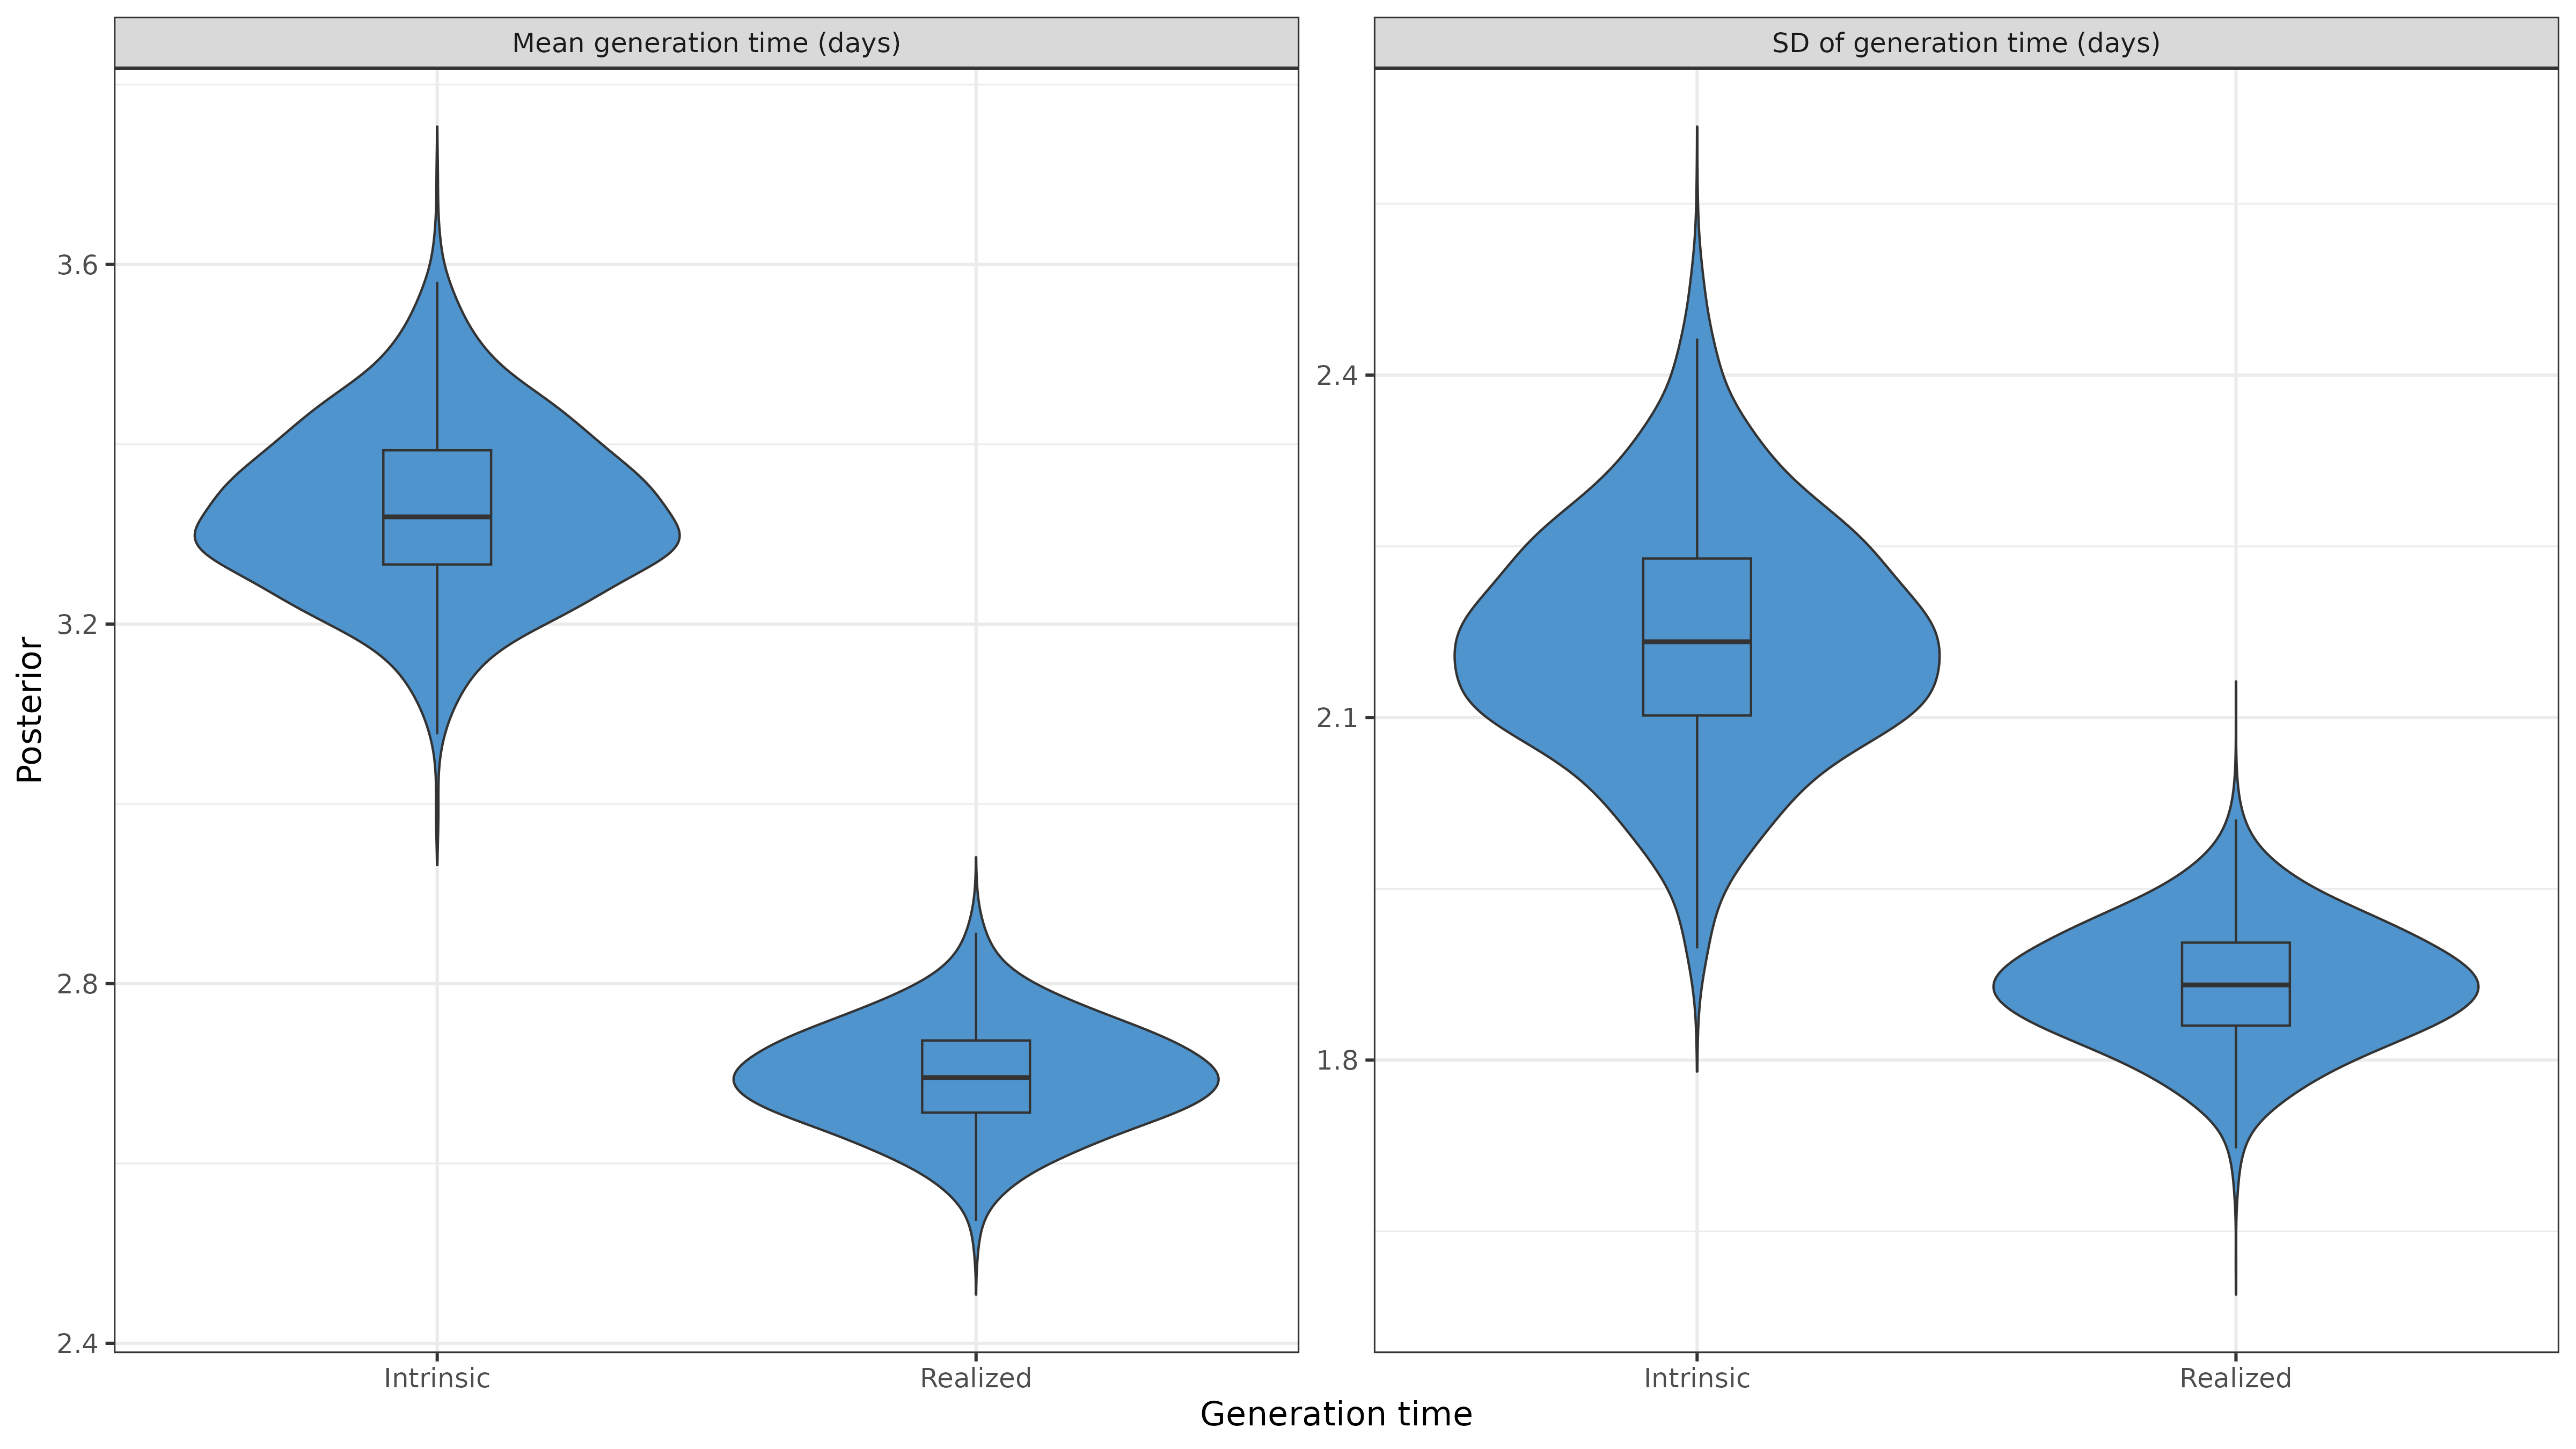 Mean generation time (days)
SD of generation time (days)
Posterior
3.6
3.2
2.8
2.4
2.4
2.1
1.8
Intrinsic
Realized
Intrinsic
Realized
Generation time